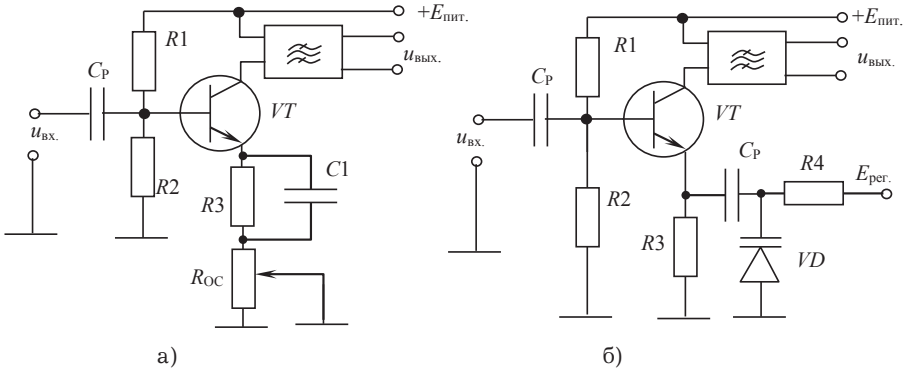 +Eпит.
R1
uвых.
CР
VT
uвх.
R2
C1
R3
RОС
а)
+Eпит.
R1
uвых.
CР
VT
uвх.
CР
R4
Eрег.
R2
R3
VD
б)